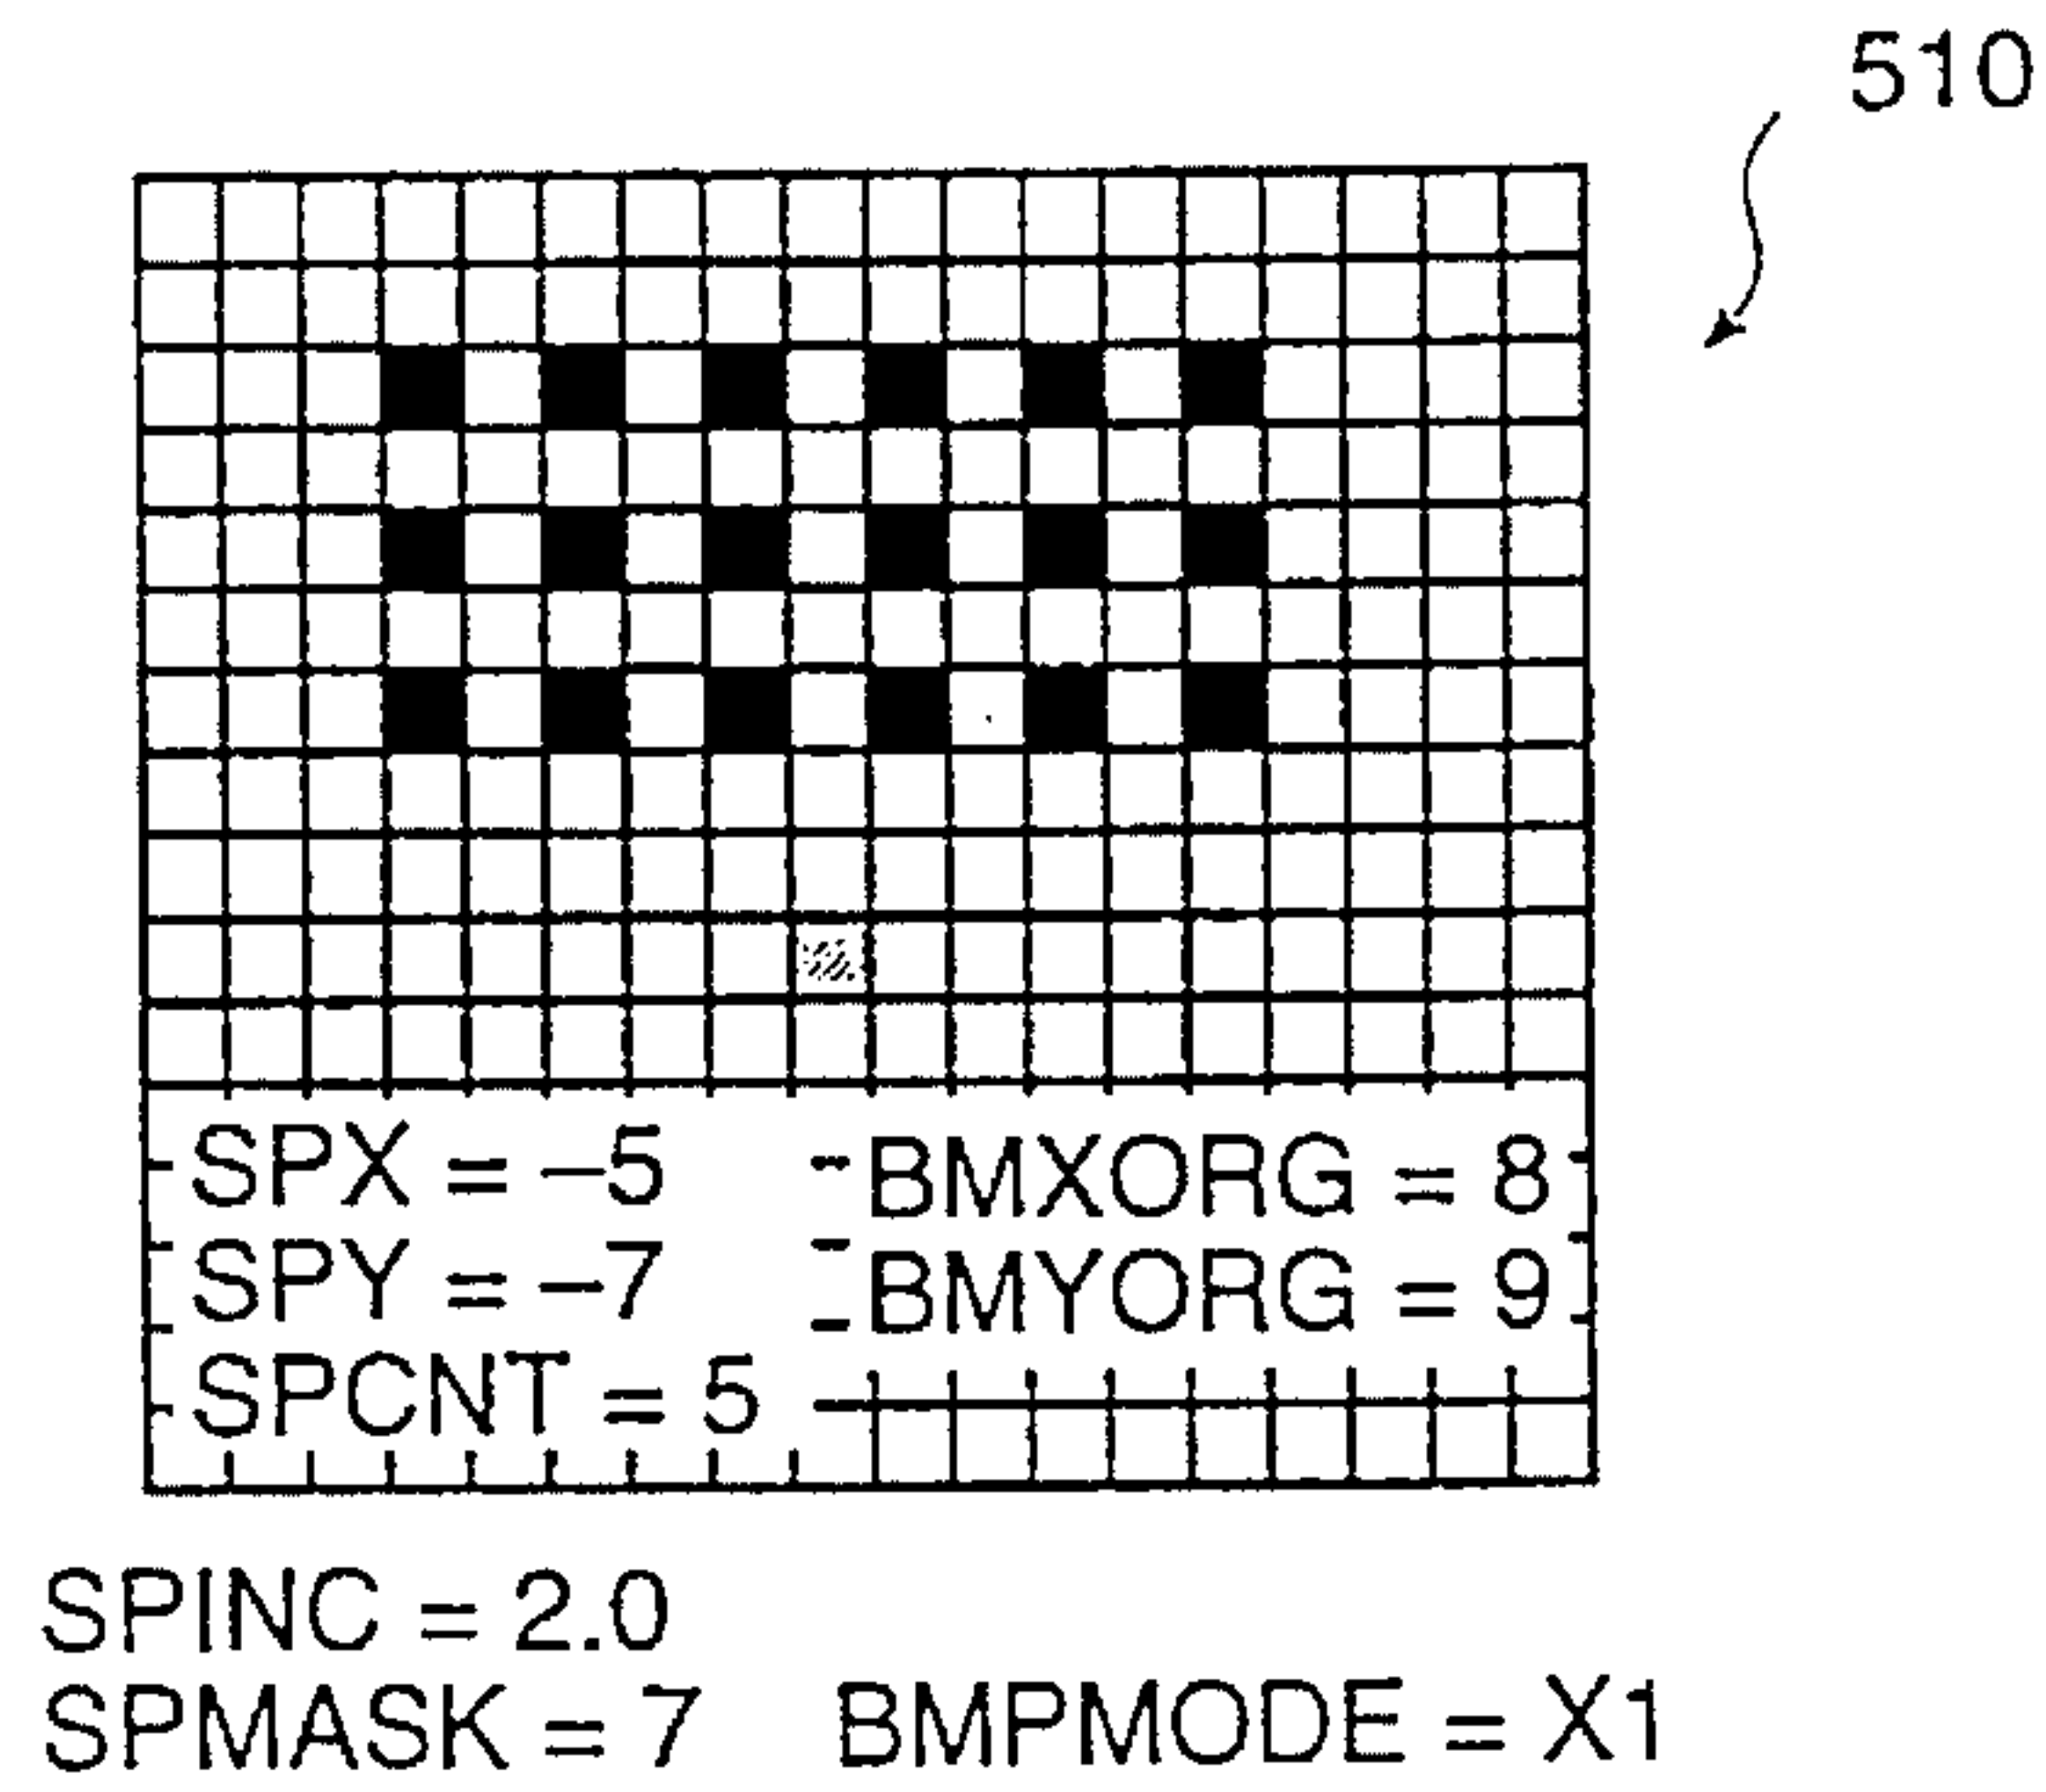 510
SPX = –5 BMXORG = 8
SPY = –7 BMYORG = 9
SPCNT = 5
SPINC = 2.0
SPMASK = 7 BMPMODE = X1